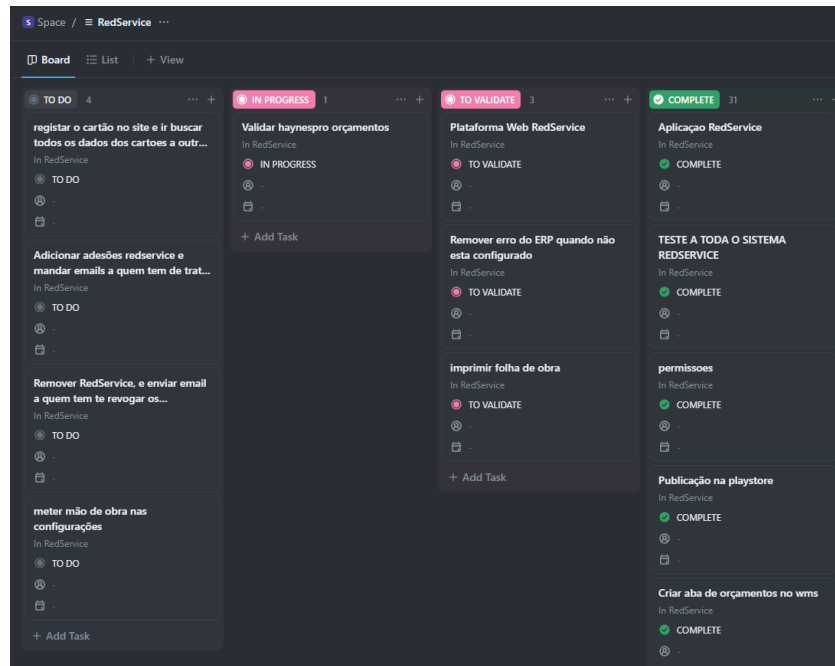 S Space / RedService ...
Board List + View
TO DO 4 ... +
registar o cartão no site e ir buscar
todos os dados dos cartoes a outr...
In RedService
TO DO
-
-
Adicionar adesões redservice e
mandar emails a quem tem de trat...
In RedService
TO DO
-
-
Remover RedService, e enviar email
a quem tem te revogar os...
In RedService
TO DO
-
-
meter mão de obra nas
configurações
In RedService
TO DO
-
-
+ Add Task
IN PROGRESS 1 ... +
Validar haynespro orçamentos
In RedService
IN PROGRESS
-
-
+ Add Task
TO VALIDATE 3 ... +
Plataforma Web RedService
In RedService
TO VALIDATE
-
-
Remover erro do ERP quando não
esta configurado
In RedService
TO VALIDATE
-
-
imprimir folha de obra
In RedService
TO VALIDATE
-
-
+ Add Task
COMPLETE 31 ...
Aplicaçao RedService
In RedService
COMPLETE
-
-
TESTE A TODA O SISTEMA
REDSERVICE
In RedService
COMPLETE
-
-
permissoes
In RedService
COMPLETE
-
-
Publicação na playstore
In RedService
COMPLETE
-
-
Criar aba de orçamentos no wms
In RedService
COMPLETE
-